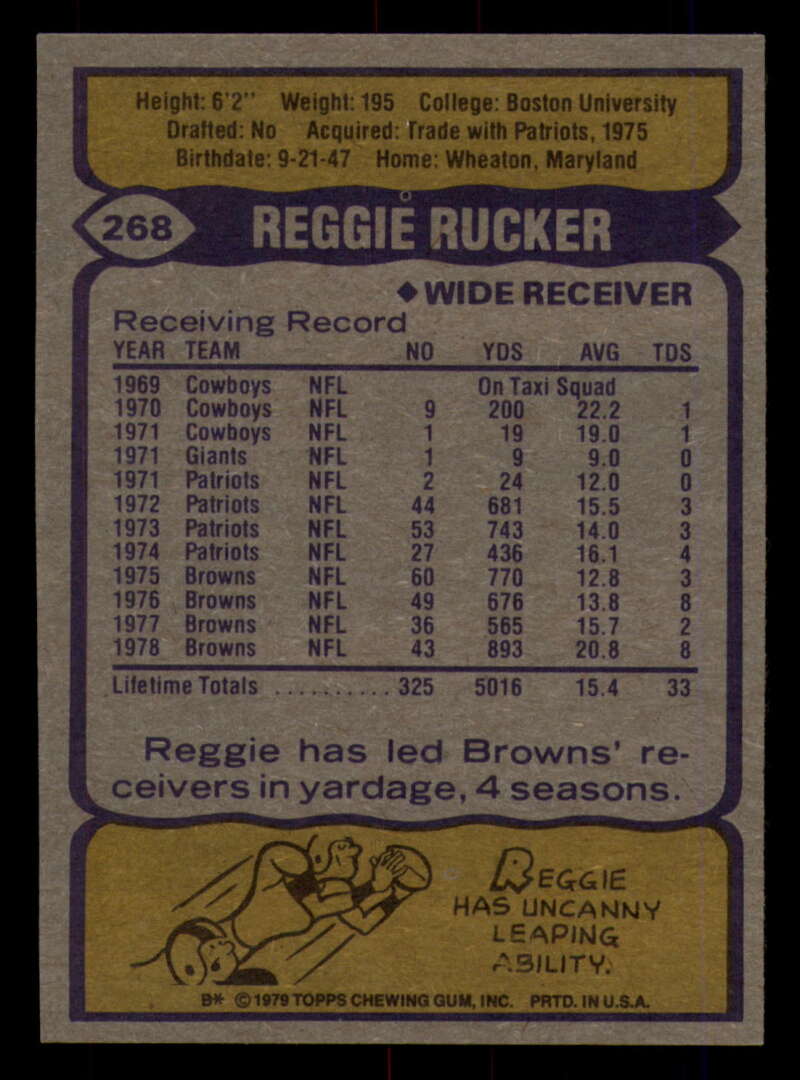 Height: 6'2" Weight: 195 College: Boston University
Drafted: No Acquired: Trade with Patriots, 1975
Birthdate: 9-21-47 Home: Wheaton, Maryland
268 REGGIE RUCKER
◆ WIDE RECEIVER
Receiving Record
YEAR TEAM NO YDS AVG TDS
1969 Cowboys NFL On Taxi Squad
1970 Cowboys NFL 9 200 22.2 1
1971 Cowboys NFL 1 19 19.0 1
1971 Giants NFL 1 9 9.0 0
1971 Patriots NFL 2 24 12.0 0
1972 Patriots NFL 44 681 15.5 3
1973 Patriots NFL 53 743 14.0 3
1974 Patriots NFL 27 436 16.1 4
1975 Browns NFL 60 770 12.8 3
1976 Browns NFL 49 676 13.8 8
1977 Browns NFL 36 565 15.7 2
1978 Browns NFL 43 893 20.8 8
Lifetime Totals .......... 325 5016 15.4 33
Reggie has led Browns' re-
ceivers in yardage, 4 seasons.
REGGIE
HAS UNCANNY
LEAPING
ABILITY.
B* © 1979 TOPPS CHEWING GUM, INC. PRTD. IN U.S.A.